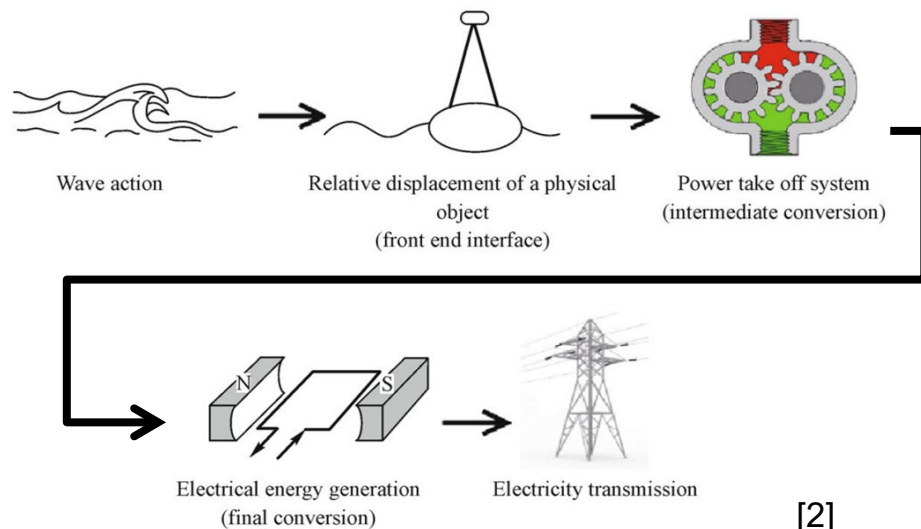 Wave action
Relative displacement of a physical
object
(front end interface)
Power take off system
(intermediate conversion)
N
S
Electrical energy generation
(final conversion)
Electricity transmission
[2]